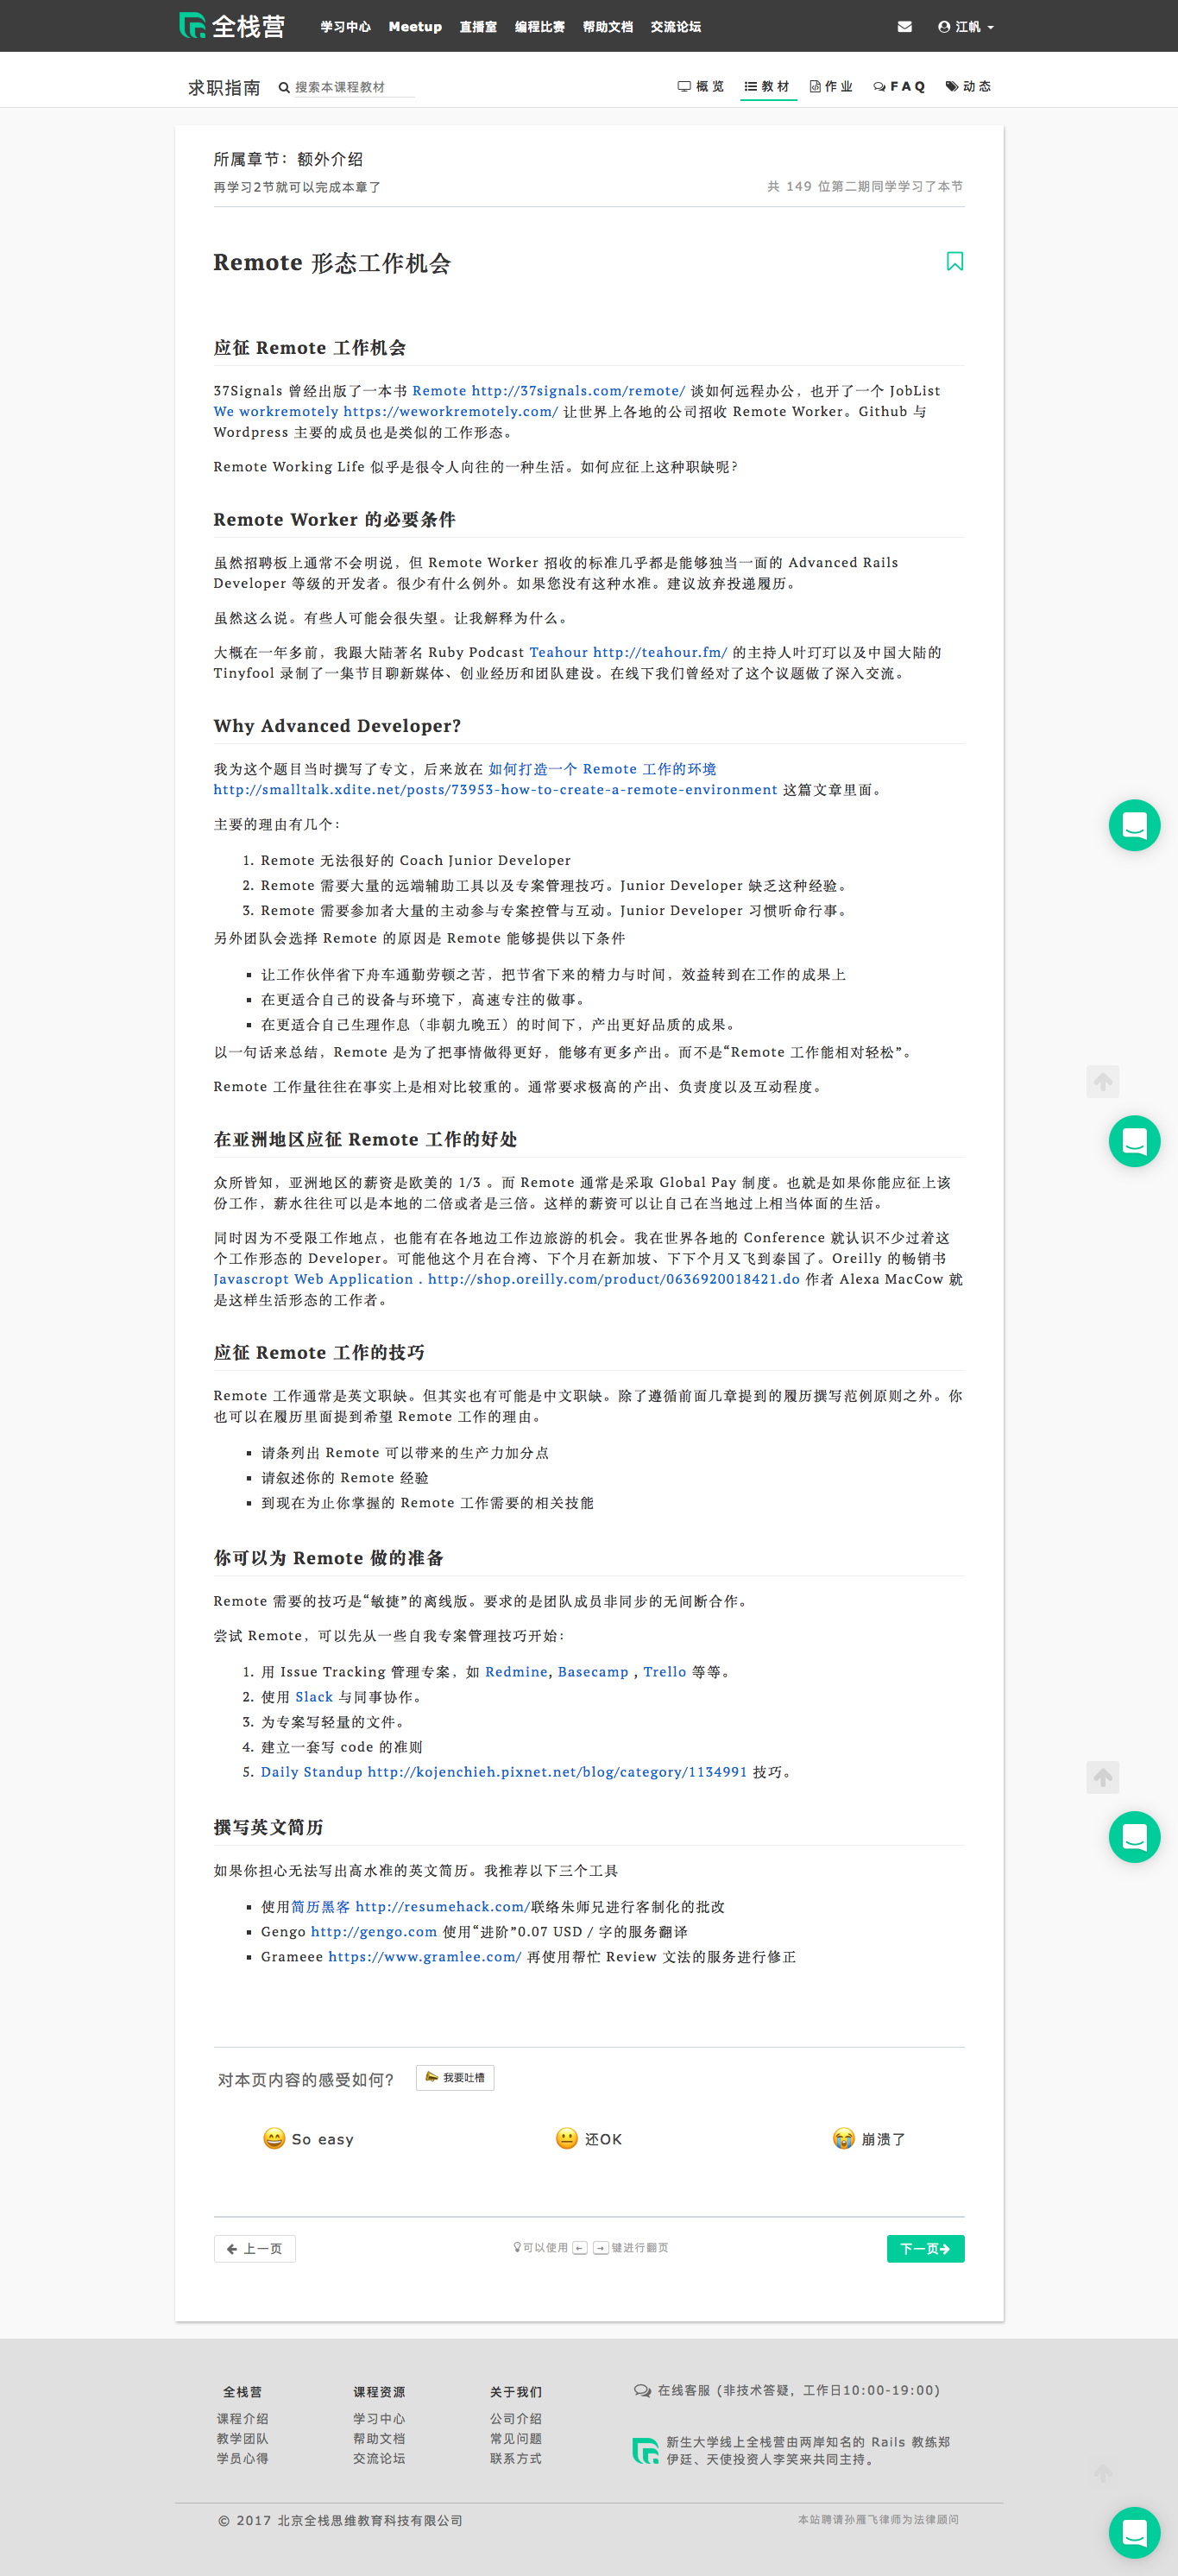 全栈营 学习中心 Meetup 直播室 编程比赛 帮助文档 交流论坛 江帆
求职指南 搜索本课程教材 概览 教材 作业 FAQ 动态
所属章节：额外介绍
再学习2节就可以完成本章了 共 149 位第二期同学学习了本节
Remote 形态工作机会
应征 Remote 工作机会
37Signals 曾经出版了一本书 Remote http://37signals.com/remote/ 谈如何远程办公，也开了一个 JobList
We workremotely https://weworkremotely.com/ 让世界上各地的公司招收 Remote Worker。Github 与
Wordpress 主要的成员也是类似的工作形态。
Remote Working Life 似乎是很令人向往的一种生活。如何应征上这种职缺呢？
Remote Worker 的必要条件
虽然招聘板上通常不会明说，但 Remote Worker 招收的标准几乎都是能够独当一面的 Advanced Rails
Developer 等级的开发者。很少有什么例外。如果您没有这种水准。建议放弃投递履历。
虽然这么说。有些人可能会很失望。让我解释为什么。
大概在一年多前，我跟大陆著名 Ruby Podcast Teahour http://teahour.fm/ 的主持人叶玎玎以及中国大陆的
Tinyfool 录制了一集节目聊新媒体、创业经历和团队建设。在线下我们曾经对了这个议题做了深入交流。
Why Advanced Developer?
我为这个题目当时撰写了专文，后来放在 如何打造一个 Remote 工作的环境
http://smalltalk.xdite.net/posts/73953-how-to-create-a-remote-environment 这篇文章里面。
主要的理由有几个：
1. Remote 无法很好的 Coach Junior Developer
2. Remote 需要大量的远端辅助工具以及专案管理技巧。Junior Developer 缺乏这种经验。
3. Remote 需要参加者大量的主动参与专案控管与互动。Junior Developer 习惯听命行事。
另外团队会选择 Remote 的原因是 Remote 能够提供以下条件
▪ 让工作伙伴省下舟车通勤劳顿之苦，把节省下来的精力与时间，效益转到在工作的成果上
▪ 在更适合自己的设备与环境下，高速专注的做事。
▪ 在更适合自己生理作息（非朝九晚五）的时间下，产出更好品质的成果。
以一句话来总结，Remote 是为了把事情做得更好，能够有更多产出。而不是“Remote 工作能相对轻松”。
Remote 工作量往往在事实上是相对比较重的。通常要求极高的产出、负责度以及互动程度。
在亚洲地区应征 Remote 工作的好处
众所皆知，亚洲地区的薪资是欧美的 1/3 。而 Remote 通常是采取 Global Pay 制度。也就是如果你能应征上该
份工作，薪水往往可以是本地的二倍或者是三倍。这样的薪资可以让自己在当地过上相当体面的生活。
同时因为不受限工作地点，也能有在各地边工作边旅游的机会。我在世界各地的 Conference 就认识不少过着这
个工作形态的 Developer。可能他这个月在台湾、下个月在新加坡、下下个月又飞到泰国了。Oreilly 的畅销书
Javascropt Web Application . http://shop.oreilly.com/product/0636920018421.do 作者 Alexa MacCow 就
是这样生活形态的工作者。
应征 Remote 工作的技巧
Remote 工作通常是英文职缺。但其实也有可能是中文职缺。除了遵循前面几章提到的履历撰写范例原则之外。你
也可以在履历里面提到希望 Remote 工作的理由。
▪ 请条列出 Remote 可以带来的生产力加分点
▪ 请叙述你的 Remote 经验
▪ 到现在为止你掌握的 Remote 工作需要的相关技能
你可以为 Remote 做的准备
Remote 需要的技巧是“敏捷”的离线版。要求的是团队成员非同步的无间断合作。
尝试 Remote，可以先从一些自我专案管理技巧开始：
1. 用 Issue Tracking 管理专案，如 Redmine, Basecamp , Trello 等等。
2. 使用 Slack 与同事协作。
3. 为专案写轻量的文件。
4. 建立一套写 code 的准则
5. Daily Standup http://kojenchieh.pixnet.net/blog/category/1134991 技巧。
撰写英文简历
如果你担心无法写出高水准的英文简历。我推荐以下三个工具
▪ 使用简历黑客 http://resumehack.com/联络朱师兄进行客制化的批改
▪ Gengo http://gengo.com 使用“进阶”0.07 USD / 字的服务翻译
▪ Grameee https://www.gramlee.com/ 再使用帮忙 Review 文法的服务进行修正
对本页内容的感受如何？ 我要吐槽
So easy 还OK 崩溃了
上一页 可以使用 ← → 键进行翻页 下一页
全栈营 课程资源 关于我们 在线客服 (非技术答疑，工作日10:00-19:00)
课程介绍 学习中心 公司介绍
教学团队 帮助文档 常见问题 新生大学线上全栈营由两岸知名的 Rails 教练郑
学员心得 交流论坛 联系方式 伊廷、天使投资人李笑来共同主持。
© 2017 北京全栈思维教育科技有限公司 本站聘请孙雁飞律师为法律顾问